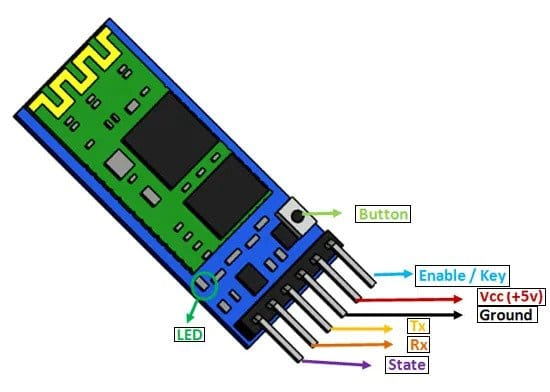 Button
Enable / Key
Vcc (+5v)
Ground
Tx
Rx
LED
State